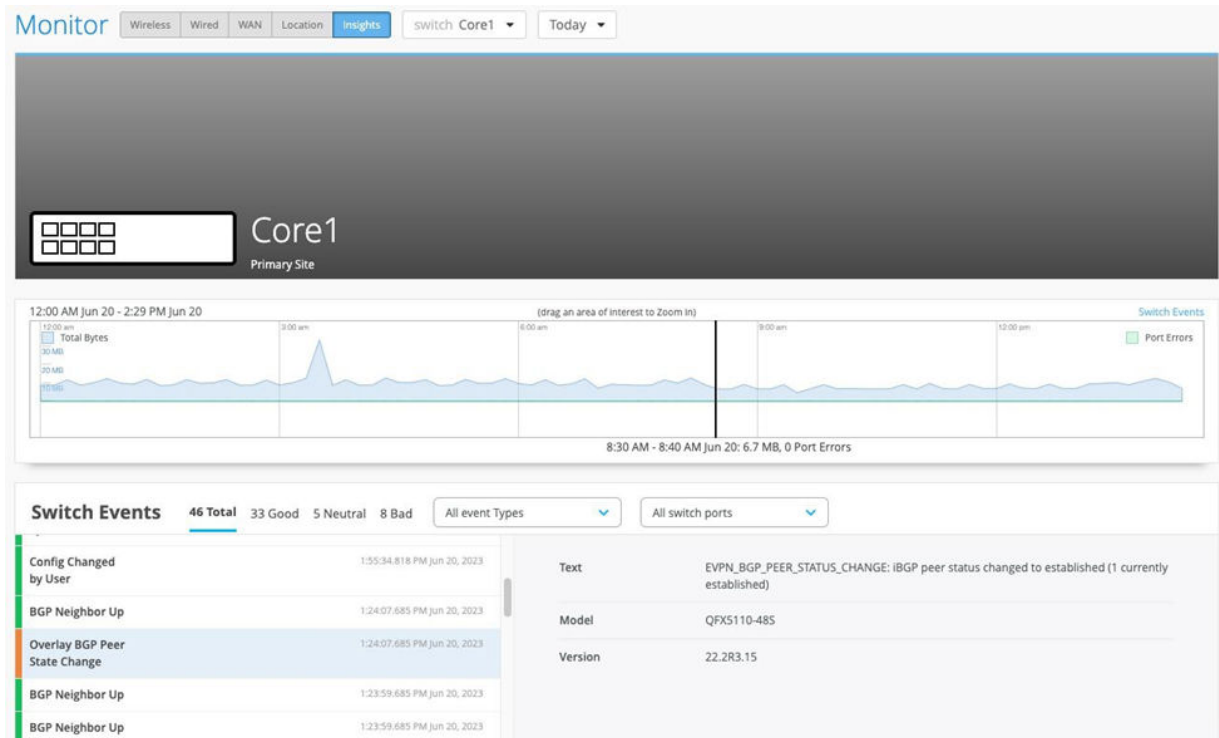 Monitor Wireless Wired WAN Location Insights switch Core1 Today
Core1
Primary Site
12:00 AM Jun 20 - 2:29 PM Jun 20 (drag an area of interest to Zoom In) Switch Events
12:00 am 3:00 am 6:00 am 9:00 am 12:00 pm
Total Bytes Port Errors
30 MB
20 MB
10 MB
8:30 AM - 8:40 AM Jun 20: 6.7 MB, 0 Port Errors
Switch Events 46 Total 33 Good 5 Neutral 8 Bad All event Types All switch ports
Config Changed
by User
1:55:34.818 PM Jun 20, 2023
BGP Neighbor Up 1:24:07.685 PM Jun 20, 2023
Overlay BGP Peer
State Change
1:24:07.685 PM Jun 20, 2023
BGP Neighbor Up 1:23:59.685 PM Jun 20, 2023
BGP Neighbor Up 1:23:59.685 PM Jun 20, 2023
Text EVPN_BGP_PEER_STATUS_CHANGE: iBGP peer status changed to established (1 currently
established)
Model QFX5110-48S
Version 22.2R3.15